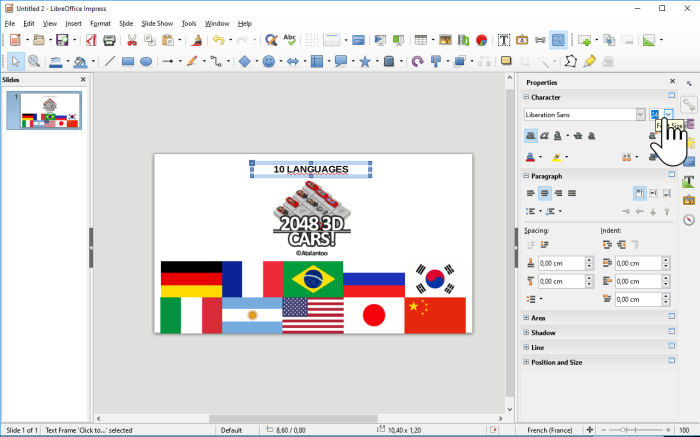 Untitled 2 - LibreOffice Impress
File Edit View Insert Format Slide Slide Show Tools Window Help
Slides
1
10 LANGUAGES
2048 3D
CARS!
©Atalantoo
Properties
Character
Liberation Sans
24
Font Size
Paragraph
Spacing:
Indent:
0,00 cm
0,00 cm
0,00 cm
0,00 cm
0,00 cm
Area
Shadow
Line
Position and Size
Slide 1 of 1
Text Frame 'Click to...' selected
Default
8,60 / 0,80
10,40 x 1,20
French (France)
100